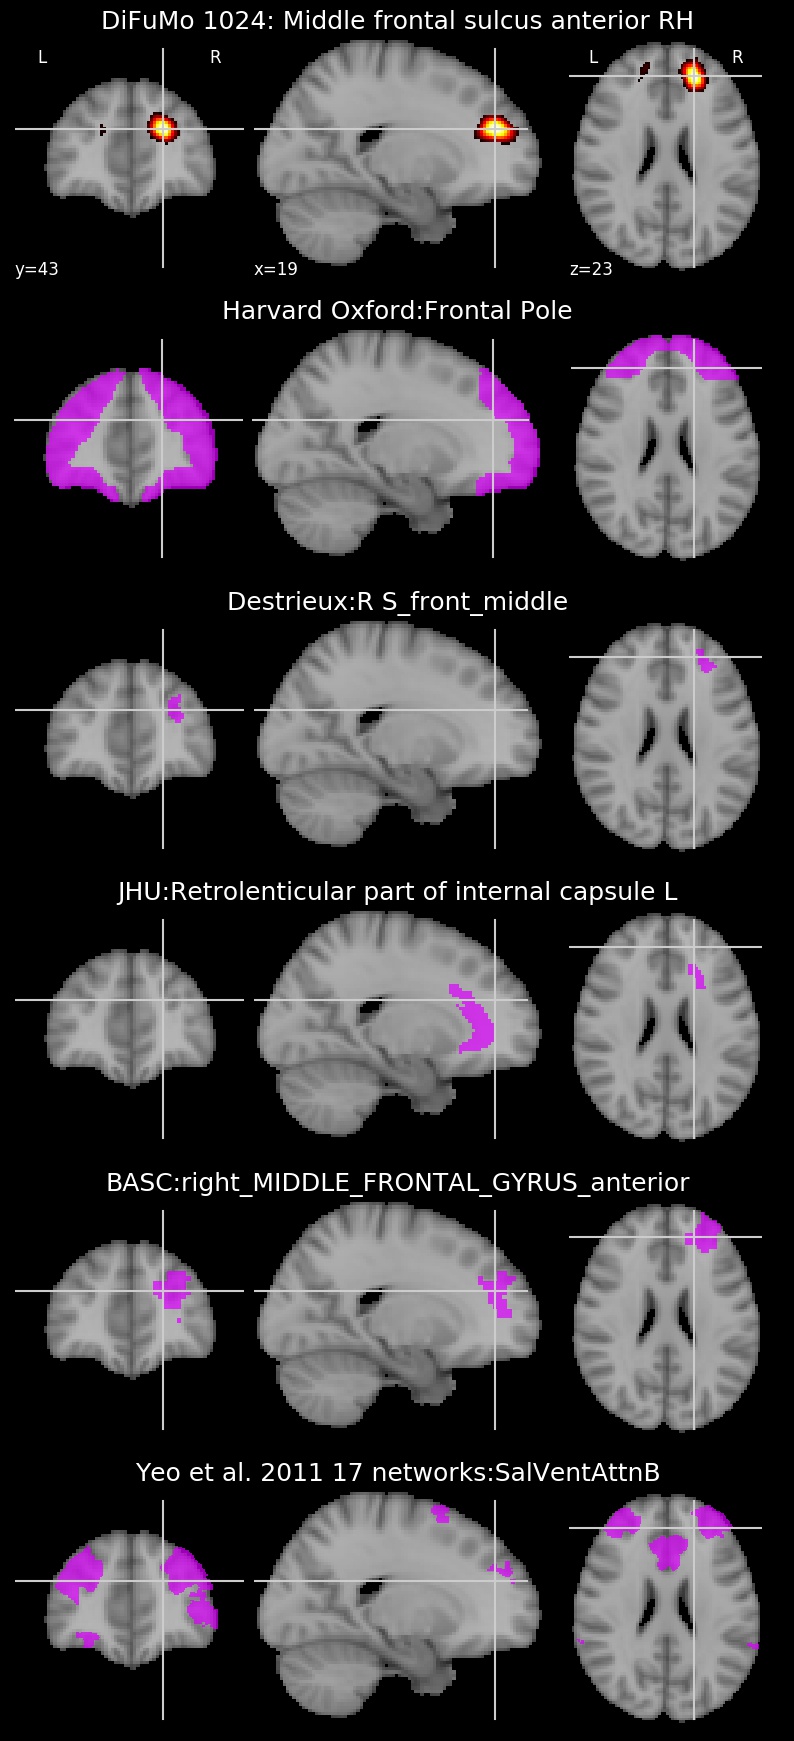 DiFuMo 1024: Middle frontal sulcus anterior RH
L R L R
y=43 x=19 z=23
Harvard Oxford:Frontal Pole
Destrieux:R S_front_middle
JHU:Retrolenticular part of internal capsule L
BASC:right_MIDDLE_FRONTAL_GYRUS_anterior
Yeo et al. 2011 17 networks:SalVentAttnB